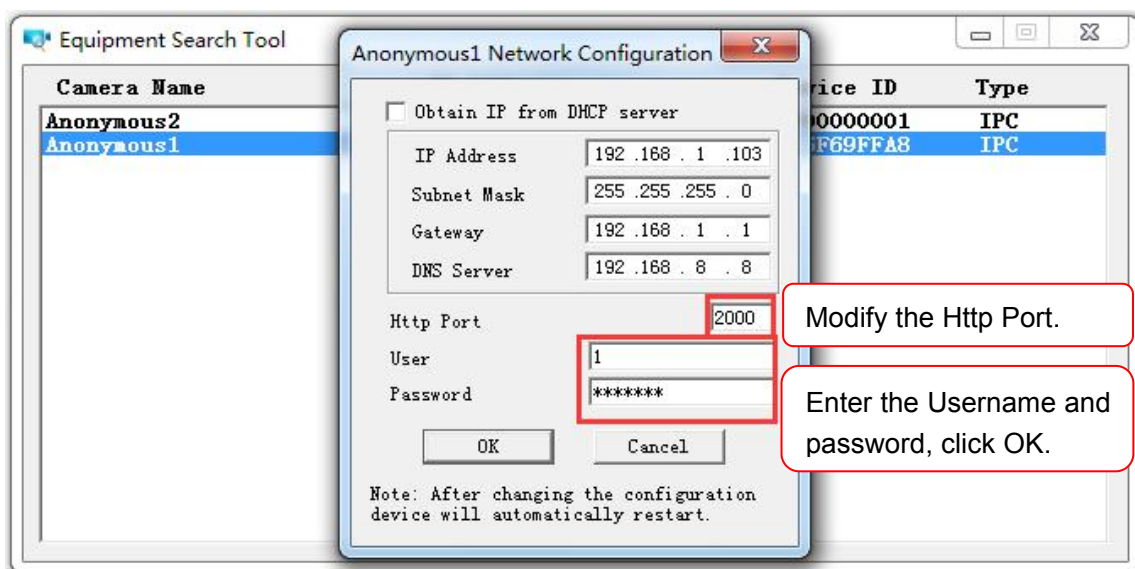 Equipment Search Tool
Anonymous1 Network Configuration
Camera Name
vice ID Type
Anonymous2 00000001 IPC
Anonymous1 F69FFA8 IPC
Obtain IP from DHCP server
IP Address 192 .168 . 1 .103
Subnet Mask 255 .255 .255 . 0
Gateway 192 .168 . 1 . 1
DNS Server 192 .168 . 8 . 8
Http Port 2000
Modify the Http Port.
User 1
Password *******
Enter the Username and
password, click OK.
OK Cancel
Note: After changing the configuration
device will automatically restart.